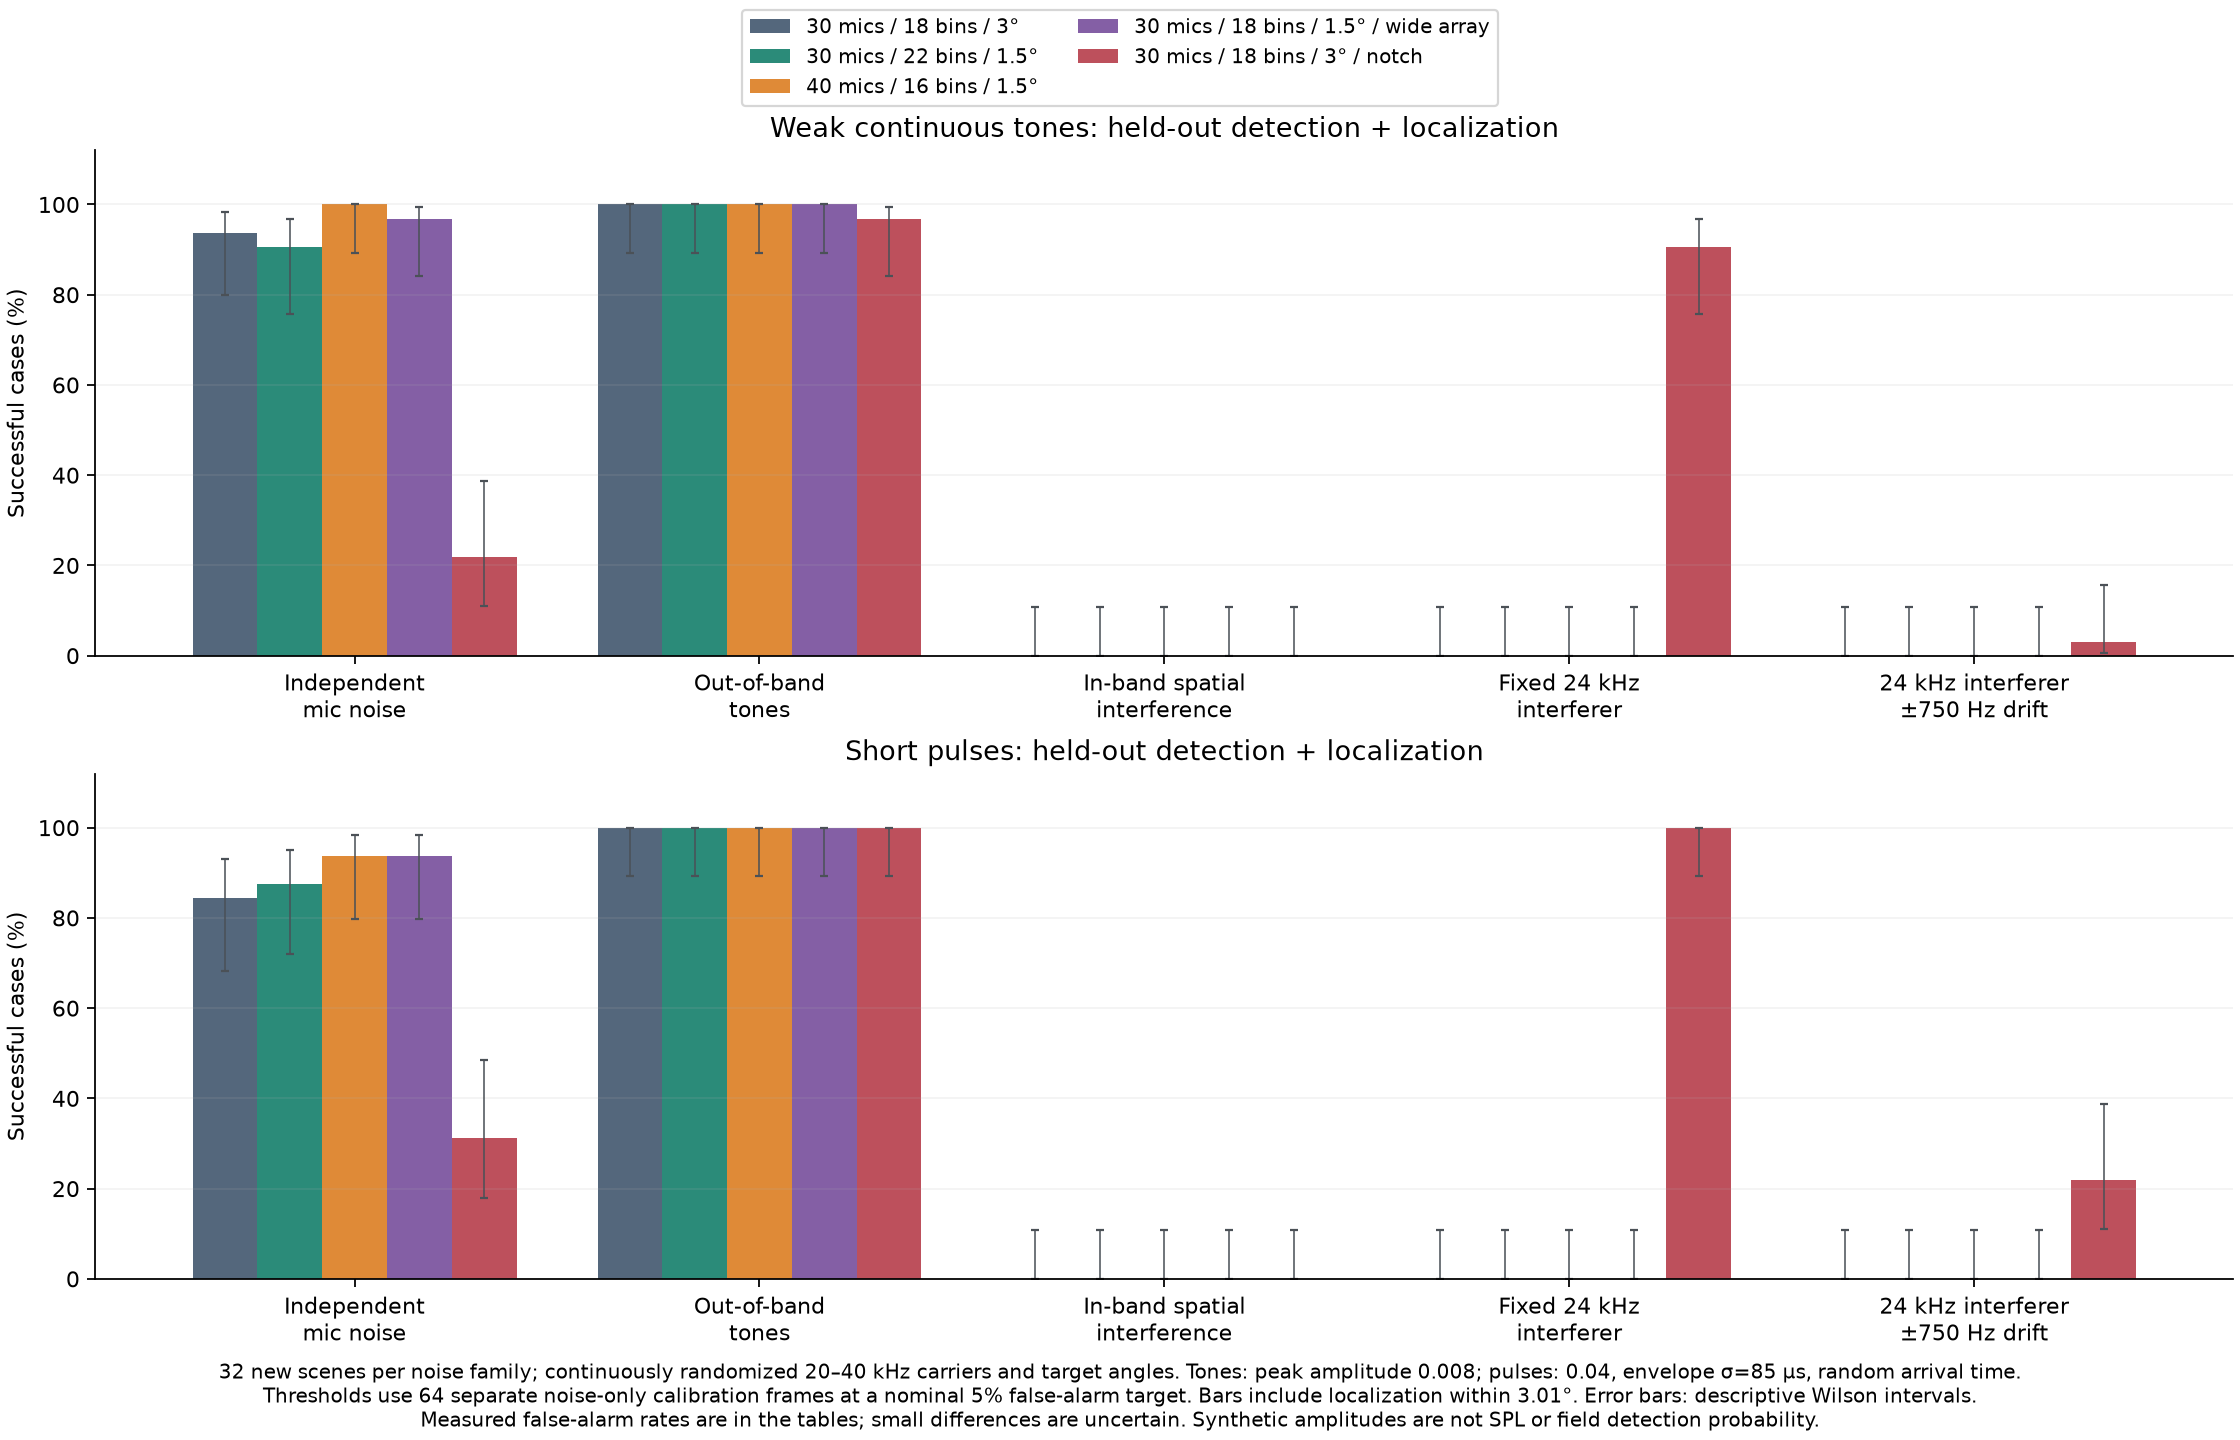 30 mics / 18 bins / 3°
30 mics / 22 bins / 1.5°
40 mics / 16 bins / 1.5°
30 mics / 18 bins / 1.5° / wide array
30 mics / 18 bins / 3° / notch
Weak continuous tones: held-out detection + localization
Successful cases (%)
100
80
60
40
20
0
Independent
mic noise
Out-of-band
tones
In-band spatial
interference
Fixed 24 kHz
interferer
24 kHz interferer
±750 Hz drift
Short pulses: held-out detection + localization
Successful cases (%)
100
80
60
40
20
0
Independent
mic noise
Out-of-band
tones
In-band spatial
interference
Fixed 24 kHz
interferer
24 kHz interferer
±750 Hz drift
32 new scenes per noise family; continuously randomized 20–40 kHz carriers and target angles. Tones: peak amplitude 0.008; pulses: 0.04, envelope σ=85 µs, random arrival time.
Thresholds use 64 separate noise-only calibration frames at a nominal 5% false-alarm target. Bars include localization within 3.01°. Error bars: descriptive Wilson intervals.
Measured false-alarm rates are in the tables; small differences are uncertain. Synthetic amplitudes are not SPL or field detection probability.